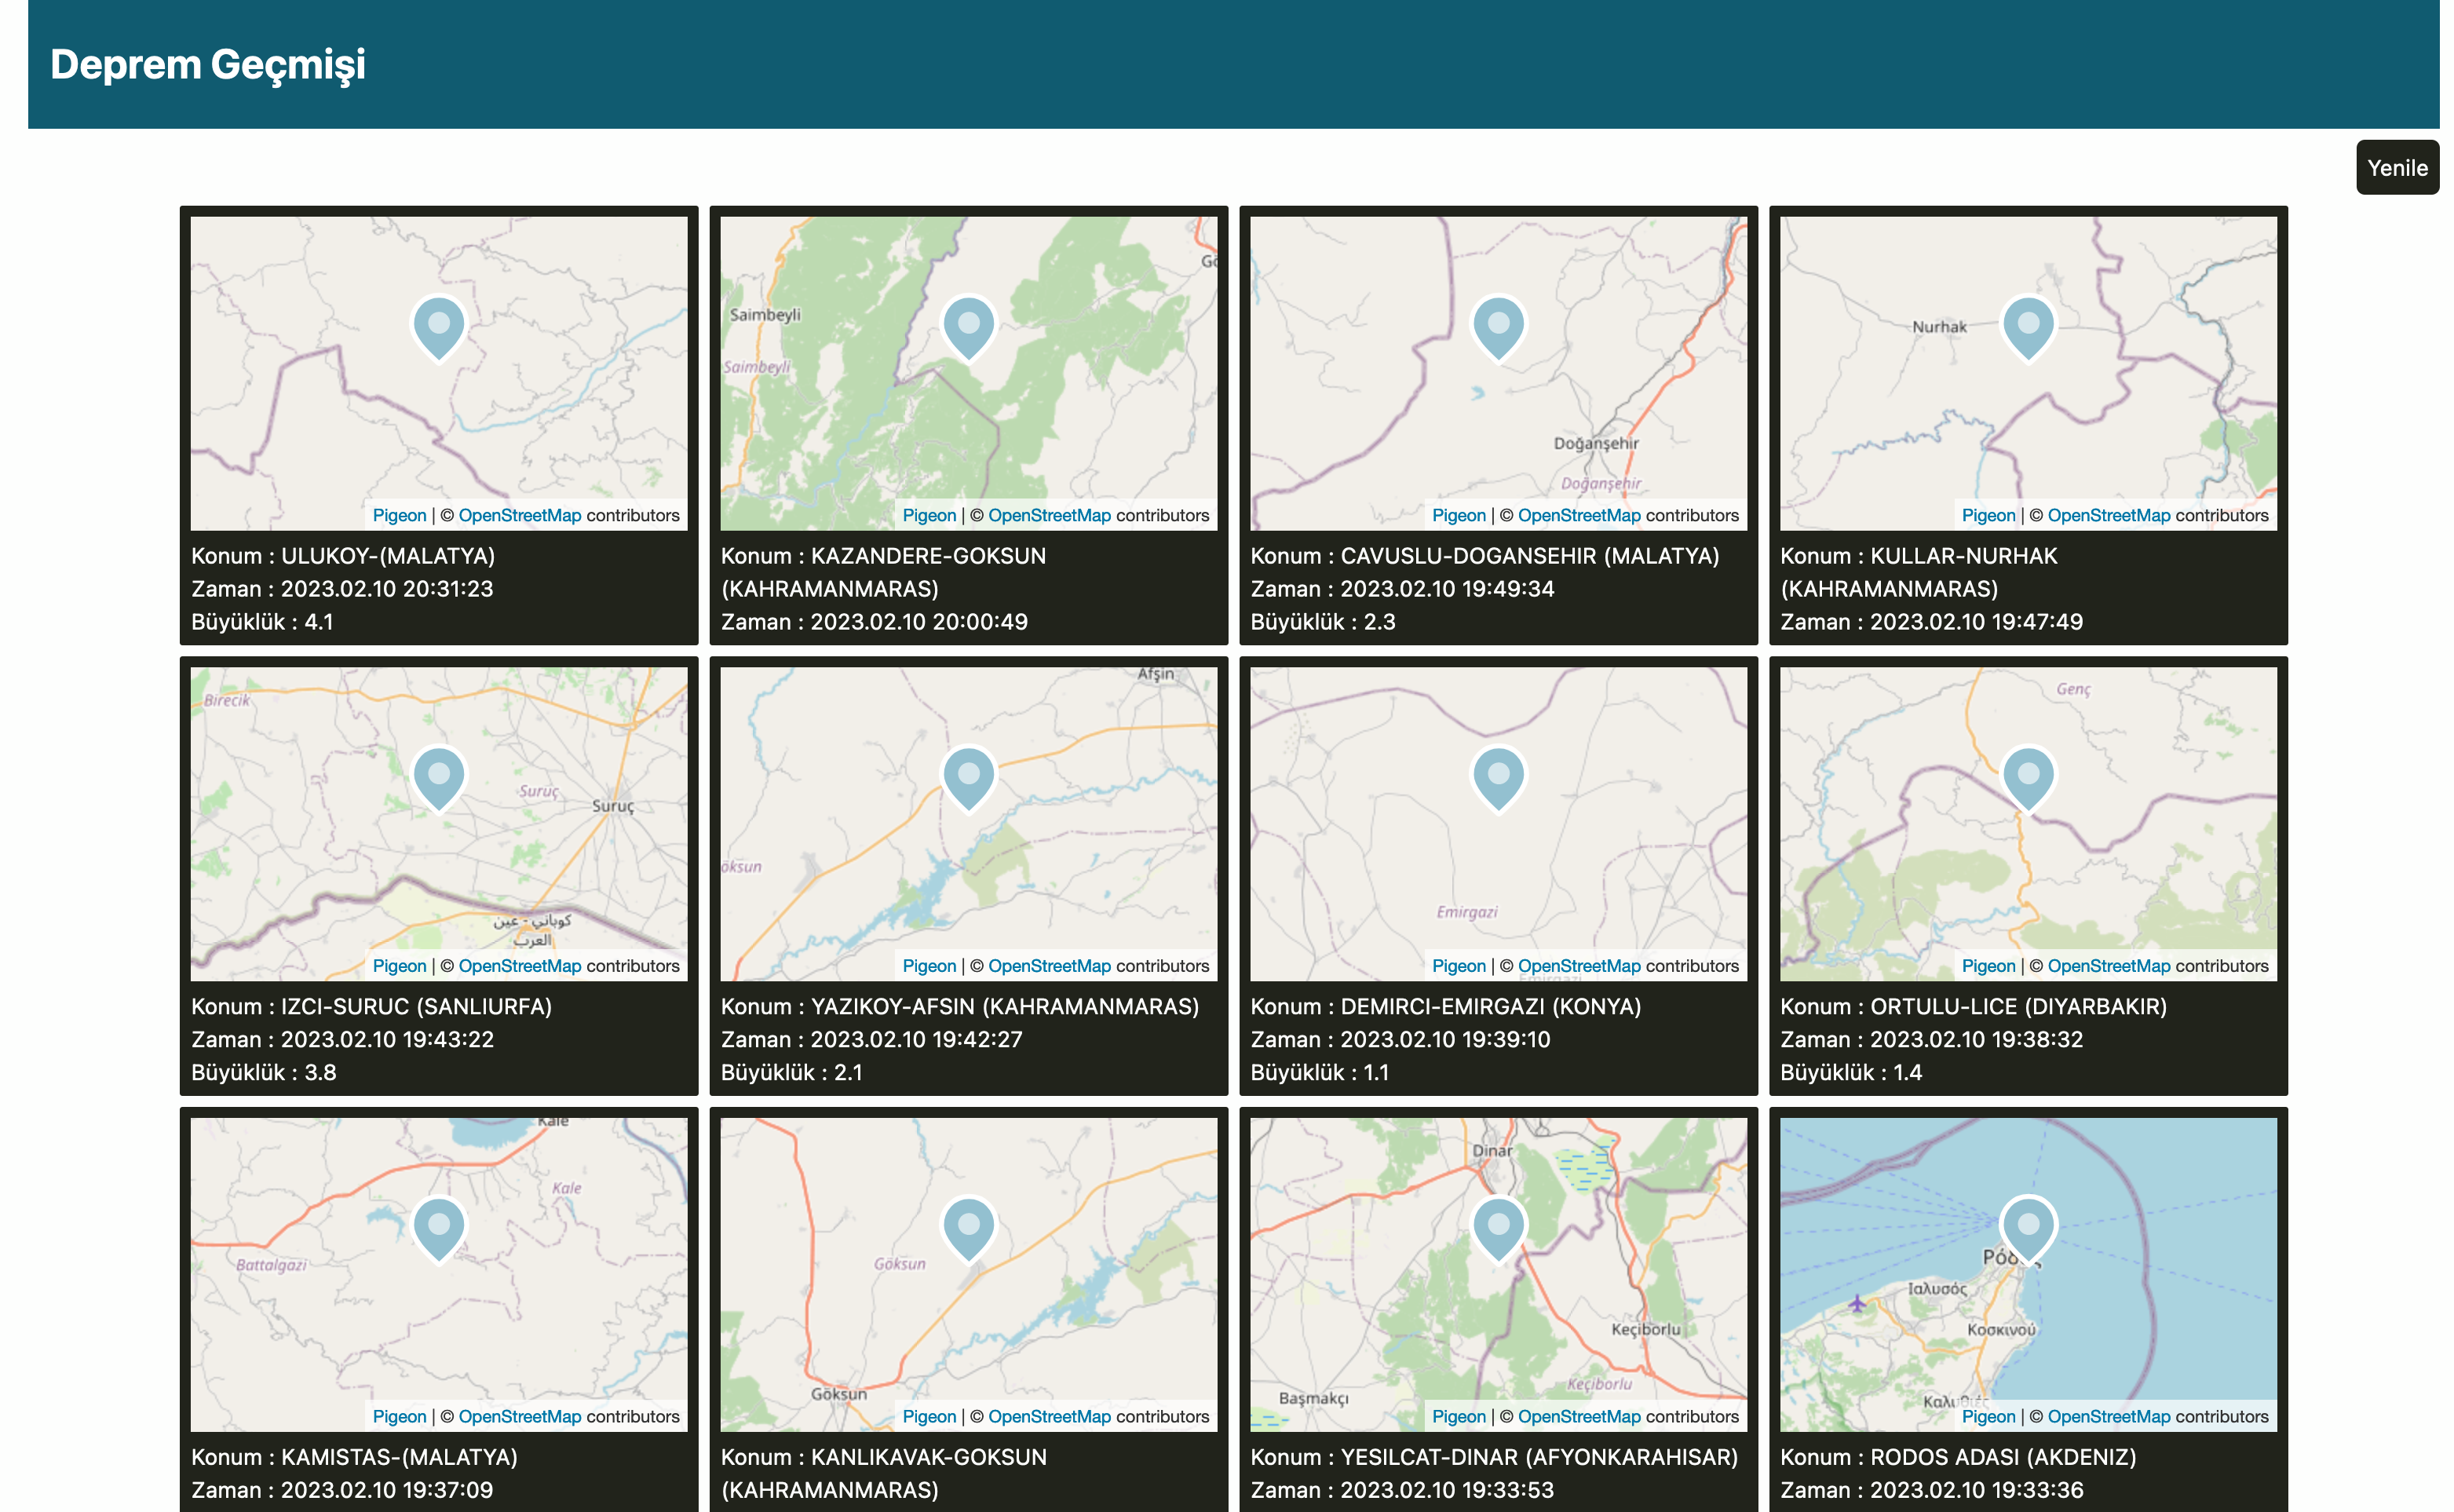 Deprem Geçmişi
Yenile
Pigeon | © OpenStreetMap contributors
Konum : ULUKOY-(MALATYA)
Zaman : 2023.02.10 20:31:23
Büyüklük : 4.1
Saimbeyli
Saimbeyli
Pigeon | © OpenStreetMap contributors
Konum : KAZANDERE-GOKSUN
(KAHRAMANMARAS)
Zaman : 2023.02.10 20:00:49
Doğanşehir
Doğanşehir
Pigeon | © OpenStreetMap contributors
Konum : CAVUSLU-DOGANSEHIR (MALATYA)
Zaman : 2023.02.10 19:49:34
Büyüklük : 2.3
Nurhak
Pigeon | © OpenStreetMap contributors
Konum : KULLAR-NURHAK
(KAHRAMANMARAS)
Zaman : 2023.02.10 19:47:49
Birecik
Suruç
Suruç
كوباني - عين
العرب
Pigeon | © OpenStreetMap contributors
Konum : IZCI-SURUC (SANLIURFA)
Zaman : 2023.02.10 19:43:22
Büyüklük : 3.8
Afşin
öksun
Pigeon | © OpenStreetMap contributors
Konum : YAZIKOY-AFSIN (KAHRAMANMARAS)
Zaman : 2023.02.10 19:42:27
Büyüklük : 2.1
Emirgazi
Pigeon | © OpenStreetMap contributors
Konum : DEMIRCI-EMIRGAZI (KONYA)
Zaman : 2023.02.10 19:39:10
Büyüklük : 1.1
Genç
Pigeon | © OpenStreetMap contributors
Konum : ORTULU-LICE (DIYARBAKIR)
Zaman : 2023.02.10 19:38:32
Büyüklük : 1.4
Kale
Kale
Battalgazi
Pigeon | © OpenStreetMap contributors
Konum : KAMISTAS-(MALATYA)
Zaman : 2023.02.10 19:37:09
Göksun
Göksun
Pigeon | © OpenStreetMap contributors
Konum : KANLIKAVAK-GOKSUN
(KAHRAMANMARAS)
Dinar
Keçiborlu
Keçiborlu
Başmakçı
Pigeon | © OpenStreetMap contributors
Konum : YESILCAT-DINAR (AFYONKARAHISAR)
Zaman : 2023.02.10 19:33:53
Ιαλυσός
Κοσκινού
Pigeon | © OpenStreetMap contributors
Konum : RODOS ADASI (AKDENIZ)
Zaman : 2023.02.10 19:33:36